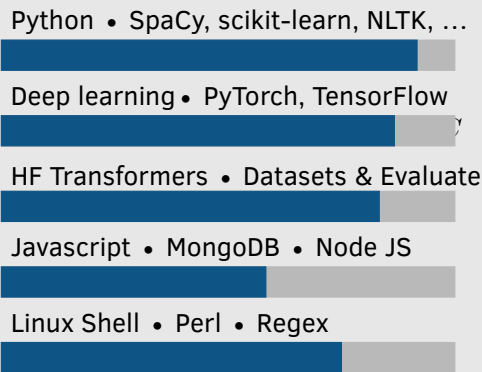 Python • SpaCy, scikit-learn, NLTK, ...
Deep learning • PyTorch, TensorFlow
HF Transformers • Datasets & Evaluate
Javascript • MongoDB • Node JS
Linux Shell • Perl • Regex